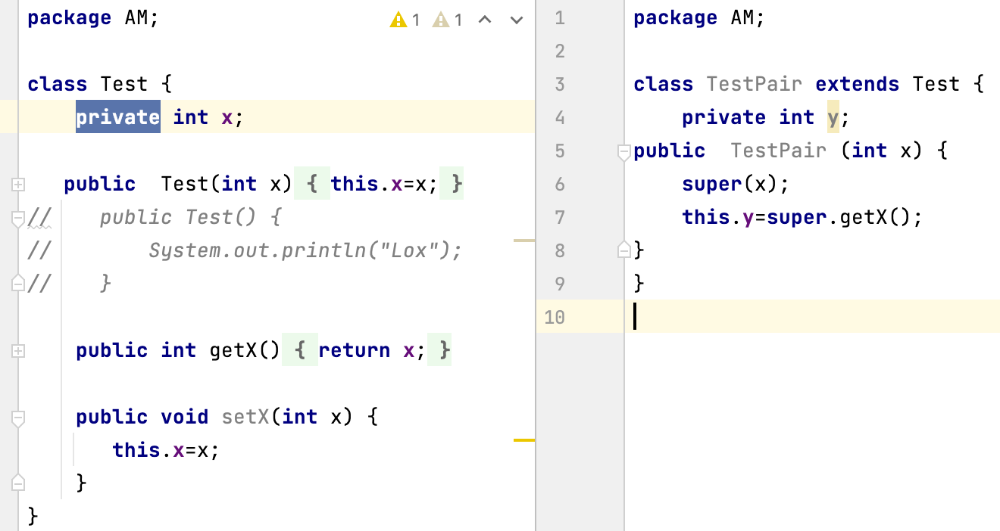 package AM;
1 1
class Test {
private int x;
public Test(int x) { this.x=x; }
// public Test() {
// System.out.println("Lox");
// }
public int getX() { return x; }
public void setX(int x) {
this.x=x;
}
}
1 package AM;
2
3 class TestPair extends Test {
4 private int y;
5 public TestPair (int x) {
6 super(x);
7 this.y=super.getX();
8 }
9 }
10